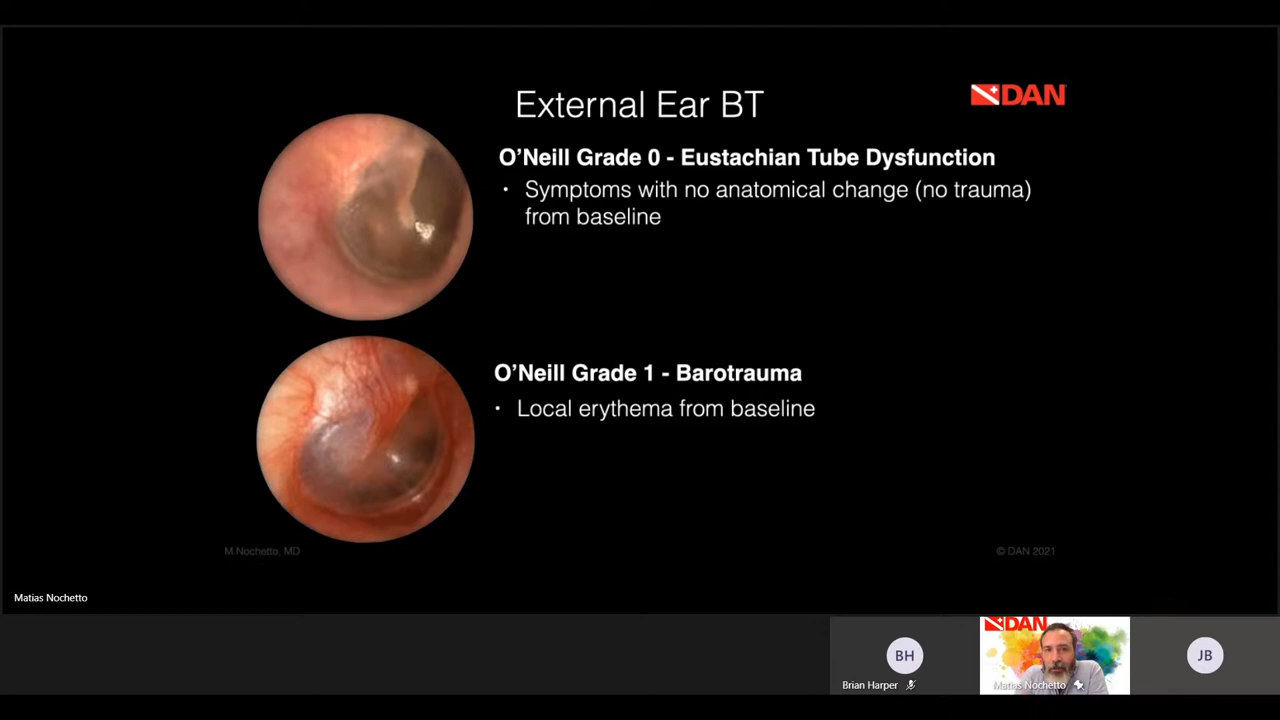 External Ear BT
DAN
O'Neill Grade 0 - Eustachian Tube Dysfunction
• Symptoms with no anatomical change (no trauma)
from baseline
O'Neill Grade 1 - Barotrauma
• Local erythema from baseline
M.Nochetto, MD
© DAN 2021
Matias Nochetto
BH
Brian Harper
DAN
Matias Nochetto
JB